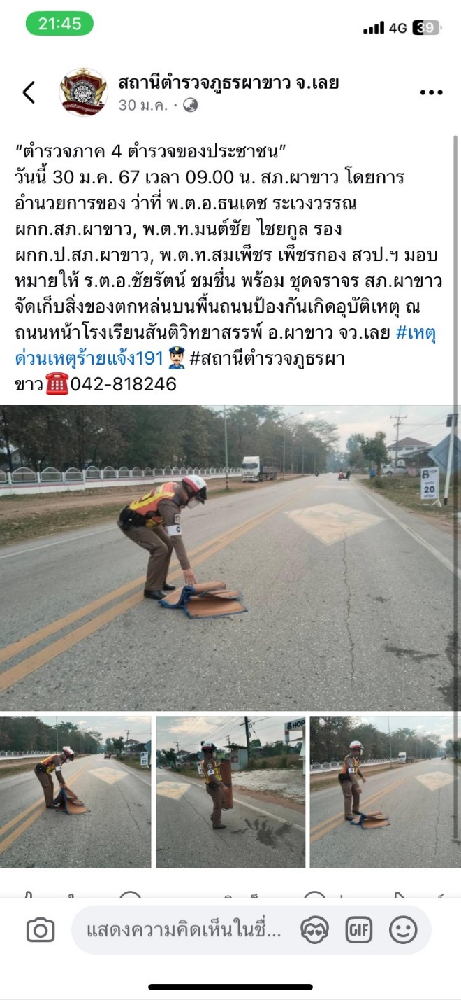 21:45
4G 39
สถานีตำรวจภูธรผาขาว จ.เลย
30 ม.ค. ·
“ตำรวจภาค 4 ตำรวจของประชาชน”
วันนี้ 30 ม.ค. 67 เวลา 09.00 น. สภ.ผาขาว โดยการ
อำนวยการของ ว่าที่ พ.ต.อ.ธนเดช ระเวงวรรณ
ผกก.สภ.ผาขาว, พ.ต.ท.มนต์ชัย ไชยกูล รอง
ผกก.ป.สภ.ผาขาว, พ.ต.ท.สมเพ็ชร เพ็ชรกอง สวป.ฯ มอบ
หมายให้ ร.ต.อ.ชัยรัตน์ ชมชื่น พร้อม ชุดจราจร สภ.ผาขาว
จัดเก็บสิ่งของตกหล่นบนพื้นถนนป้องกันเกิดอุบัติเหตุ ณ
ถนนหน้าโรงเรียนสันติวิทยาสรรพ์ อ.ผาขาว จว.เลย #เหตุ
ด่วนเหตุร้ายแจ้ง191👮🏻‍♂️#สถานีตำรวจภูธรผา
ขาว☎️042-818246
HOP
20
HOP
แสดงความคิดเห็นในชื่...
GIF